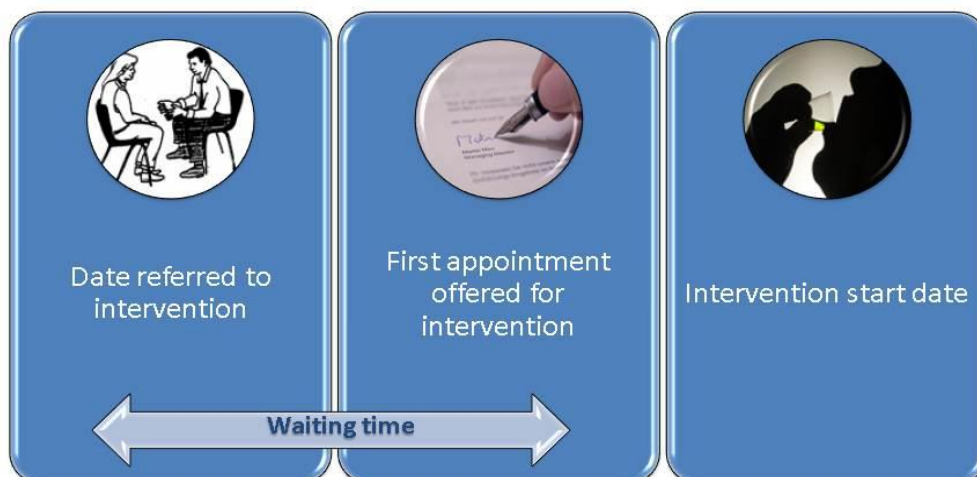 Date referred to
intervention
First appointment
offered for
intervention
Intervention start date
Waiting time